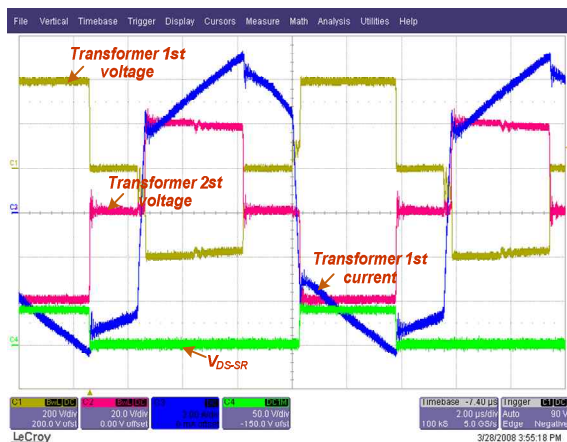 File Vertical Timebase Trigger Display Cursors Measure Math Analysis Utilities Help
Transformer 1st
voltage
C1
Transformer 2st
voltage
C3
Transformer 1st
current
C4
VDS-SR
C1 BwL DC
200 V/div
200.0 V ofst
C2 BwL DC
20.0 V/div
0.00 V offset
C4 DC1M
50.0 V/div
-150.0 V ofst
Timebase -7.40 µs
2.00 µs/div
100 kS 5.0 GS/s
Trigger C1 DC
Auto 90 V
Edge Negative
LeCroy
3/28/2008 3:55:18 PM